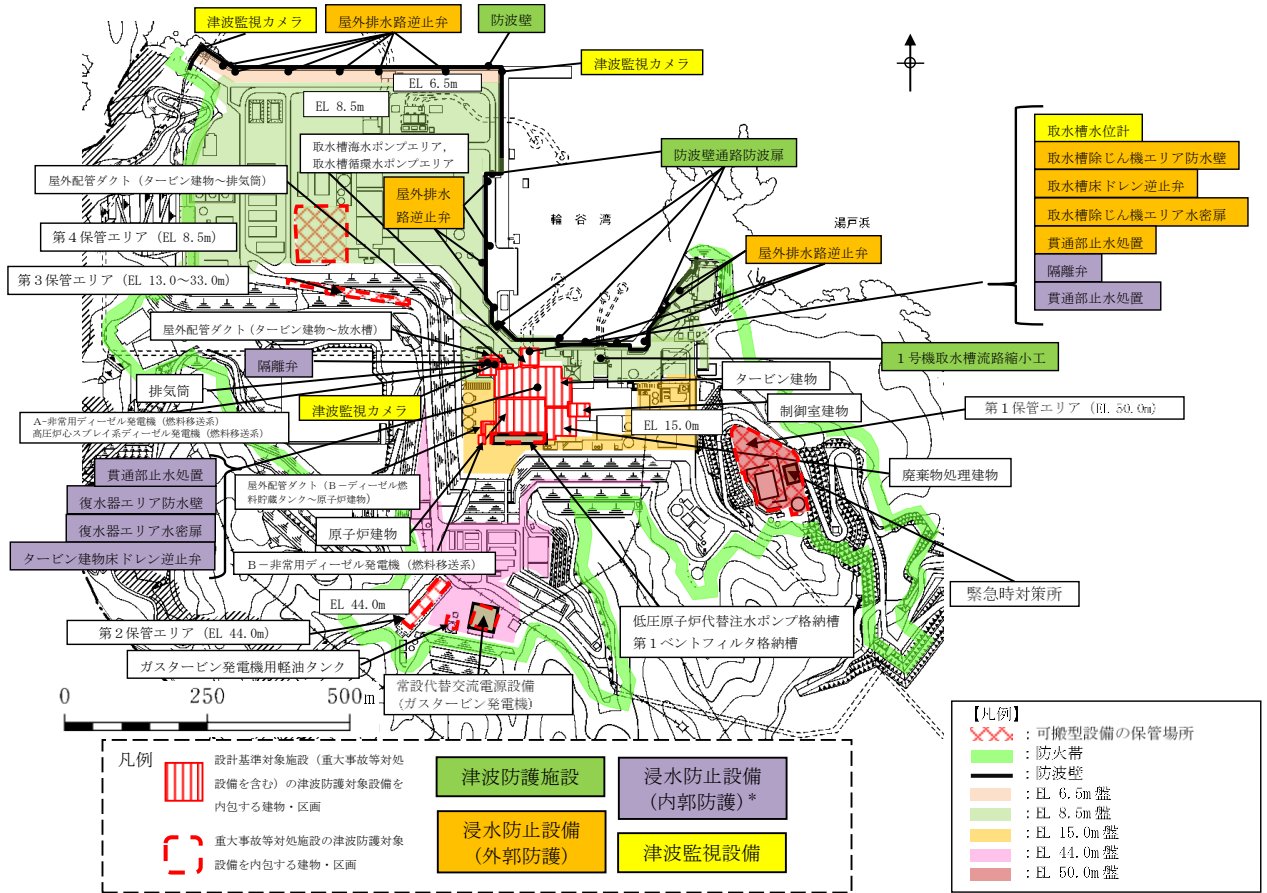 津波監視カメラ
屋外排水路逆止弁
防波壁
津波監視カメラ
EL 6.5m
EL 8.5m
取水槽海水ポンプエリア,
取水槽循環水ポンプエリア
防波壁通路防波扉
取水槽水位計
取水槽除じん機エリア防水壁
取水槽床ドレン逆止弁
取水槽除じん機エリア水密扉
貫通部止水処置
隔離弁
貫通部止水処置
屋外配管ダクト(タービン建物～排気筒)
屋外排水
路逆止弁
輪谷湾
湯戸浜
第4保管エリア (EL 8.5m)
屋外排水路逆止弁
第3保管エリア (EL 13.0～33.0m)
屋外配管ダクト(タービン建物～放水槽)
1号機取水槽流路縮小工
隔離弁
タービン建物
排気筒
津波監視カメラ
制御室建物
第1保管エリア (EL 50.0m)
A-非常用ディーゼル発電機(燃料移送系)
高圧炉心スプレイ系ディーゼル発電機(燃料移送系)
EL 15.0m
廃棄物処理建物
貫通部止水処置
復水器エリア防水壁
復水器エリア水密扉
タービン建物床ドレン逆止弁
屋外配管ダクト(B-ディーゼル燃
料貯蔵タンク～原子炉建物)
原子炉建物
B-非常用ディーゼル発電機(燃料移送系)
緊急時対策所
EL 44.0m
低圧原子炉代替注水ポンプ格納槽
第1ベントフィルタ格納槽
第2保管エリア (EL 44.0m)
ガスタービン発電機用軽油タンク
常設代替交流電源設備
(ガスタービン発電機)
0 250 500m
凡例
設計基準対象施設(重大事故等対処
設備を含む)の津波防護対象設備を
内包する建物・区画
重大事故等対処施設の津波防護対象
設備を内包する建物・区画
津波防護施設
浸水防止設備
(内郭防護)*
浸水防止設備
(外郭防護)
津波監視設備
【凡例】
:可搬型設備の保管場所
:防火帯
:防波壁
:EL 6.5m盤
:EL 8.5m盤
:EL 15.0m盤
:EL 44.0m盤
:EL 50.0m盤